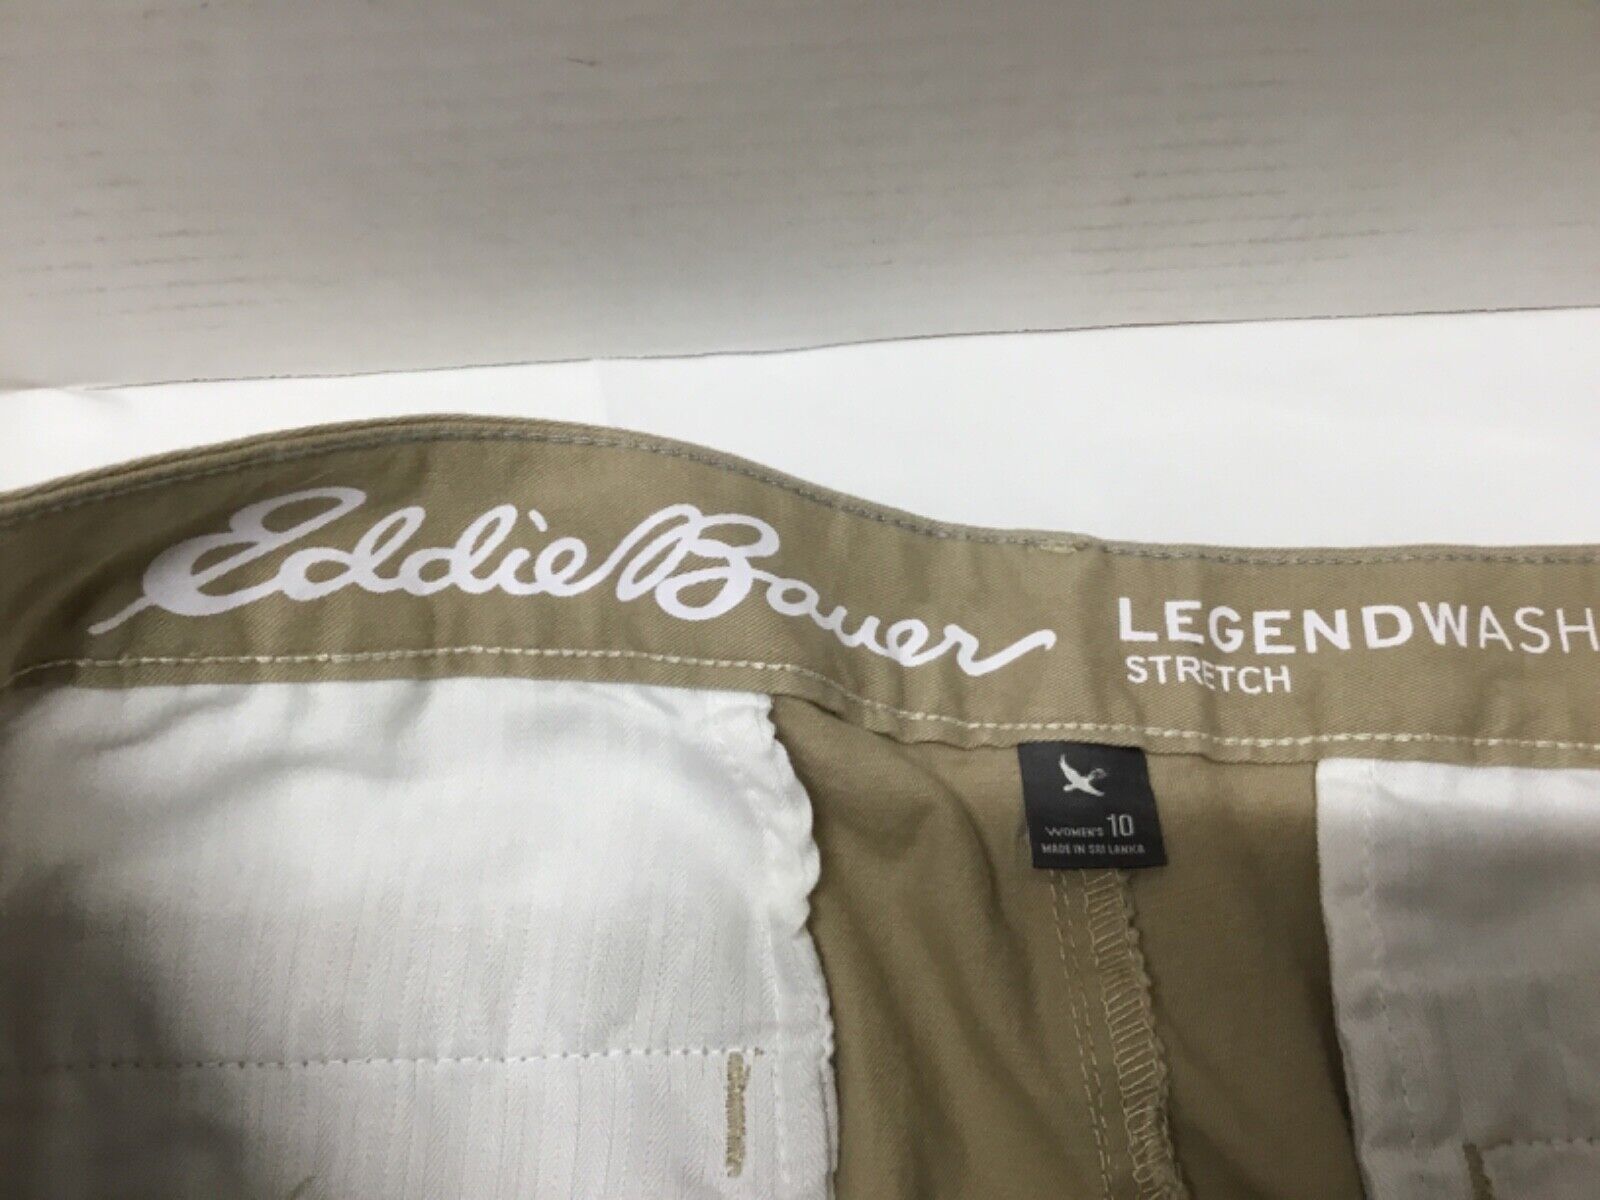 Eddie Bauer
LEGENDWASH
STRETCH
WOMEN'S 10
MADE IN SRI LANKA